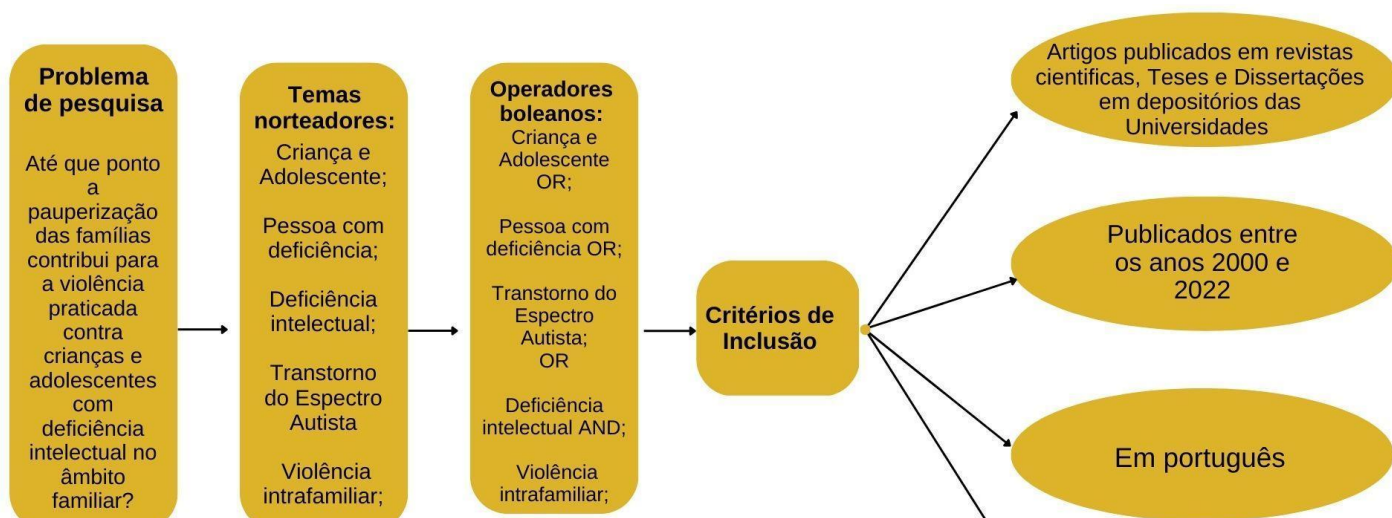 Problema
de pesquisa
Até que ponto
a
pauperização
das famílias
contribui para
a violência
praticada
contra
crianças e
adolescentes
com
deficiência
intelectual no
âmbito
familiar?
Temas
norteadores:
Criança e
Adolescente;
Pessoa com
deficiência;
Deficiência
intelectual;
Transtorno
do Espectro
Autista
Violência
intrafamiliar;
Operadores
boleanos:
Criança e
Adolescente
OR;
Pessoa com
deficiência OR;
Transtorno do
Espectro
Autista;
OR
Deficiência
intelectual AND;
Violência
intrafamiliar;
Critérios de
Inclusão
Artigos publicados em revistas
cientificas, Teses e Dissertações
em depositórios das
Universidades
Publicados entre
os anos 2000 e
2022
Em português